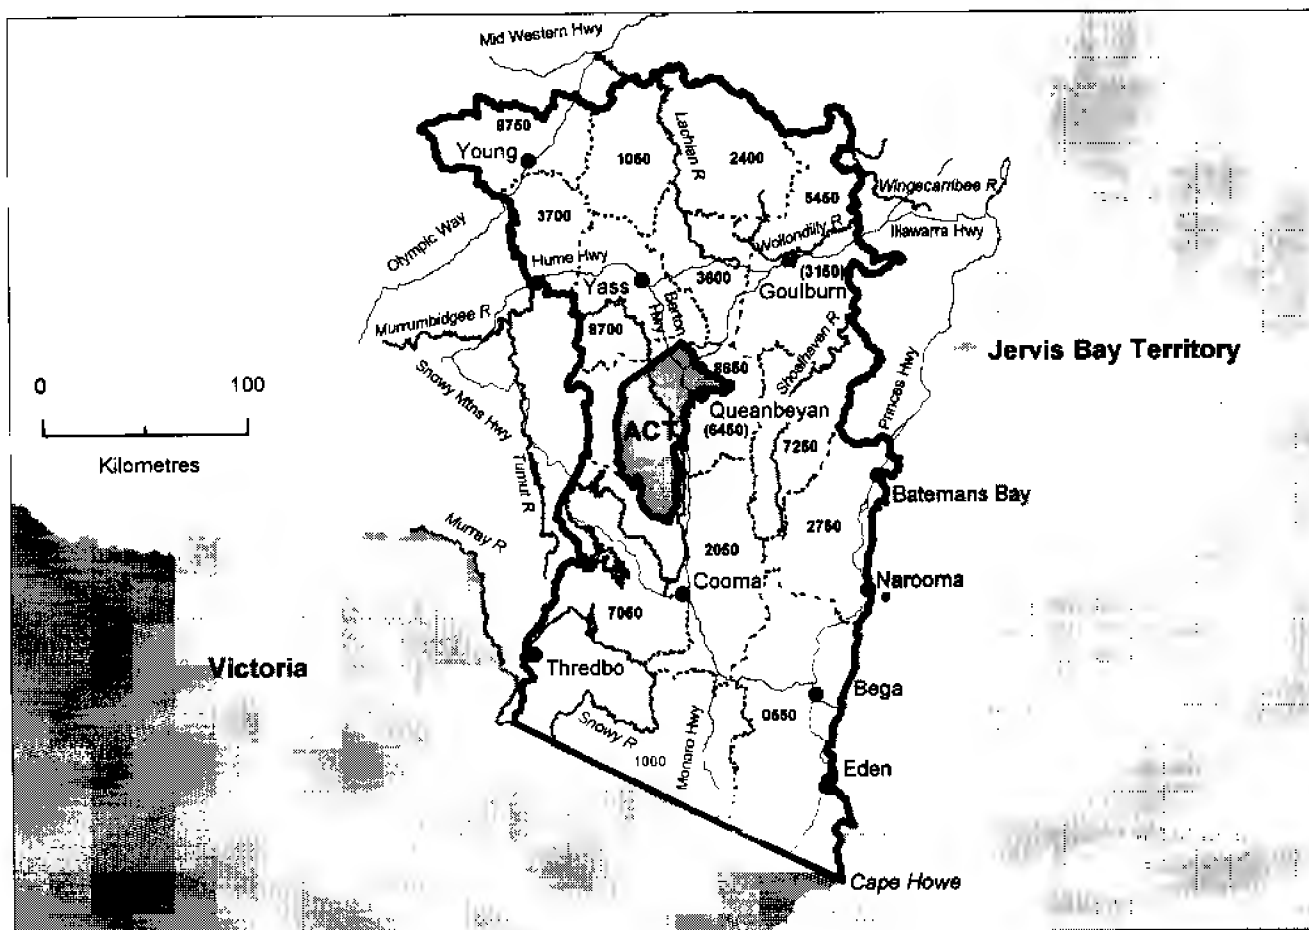 Mid Western Hwy
8750
Young
1060
Lachlan R
2400
5450
Wingecarribee R
3700
Olympic Way
Wollondilly R
Illawarra Hwy
Hume Hwy
Yass
3600
(3150)
Goulburn
Barton
Hwy
Murrumbidgee R
8700
Shoalhaven R
Jervis Bay Territory
Princes Hwy
0
100
Kilometres
Snowy Mtns Hwy
8650
Queanbeyan
(6450)
ACT
7250
Tumut R
Batemans Bay
Murray R
2750
2050
Cooma
Narooma
7050
Victoria
Thredbo
Bega
0550
Snowy R
Monaro Hwy
1000
Eden
Cape Howe